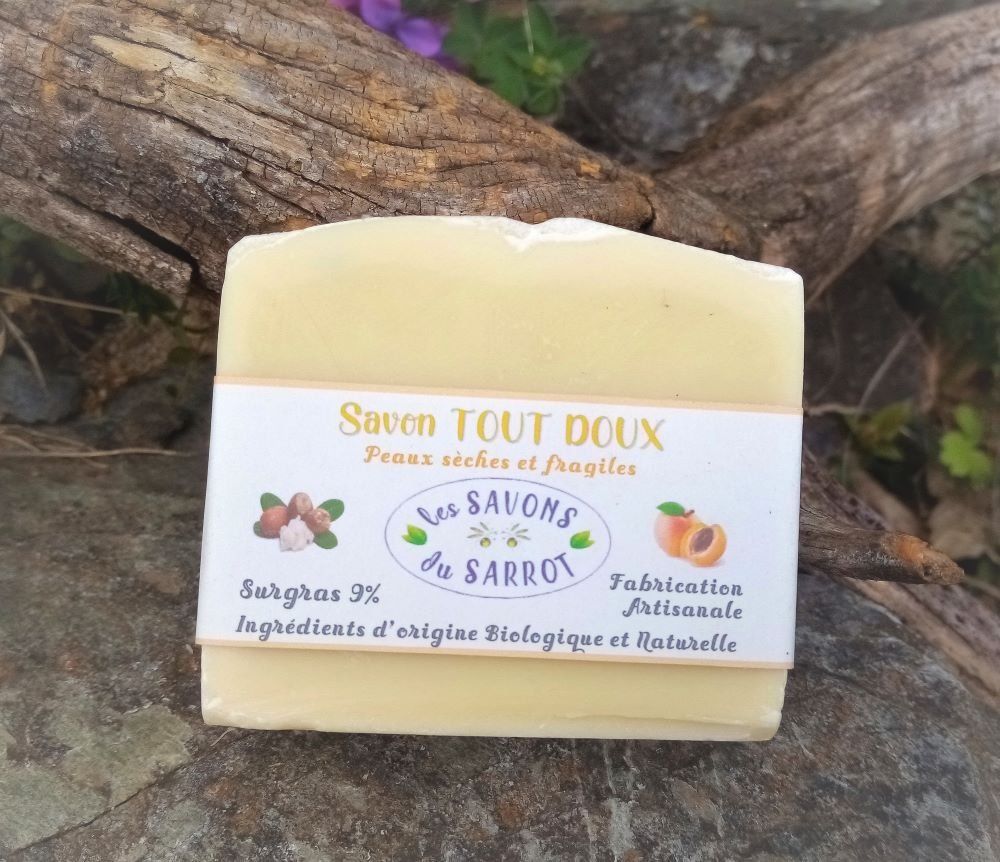 Savon TOUT DOUX
Peaux sèches et fragiles
les SAVONS
du SARROT
Surgras 9%
Fabrication
Artisanale
Ingrédients d'origine Biologique et Naturelle